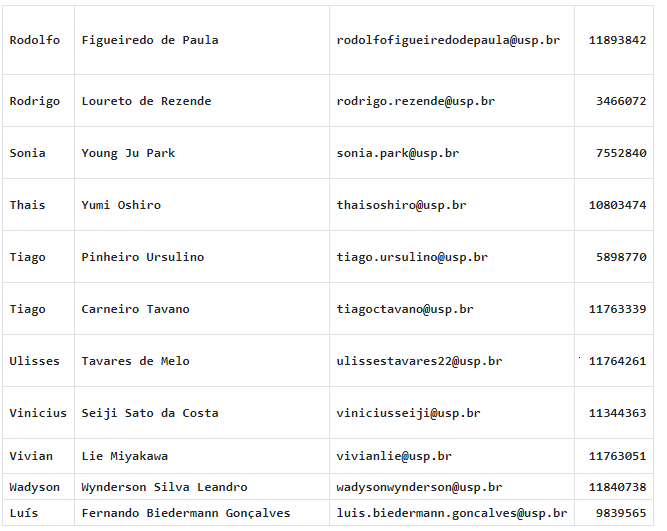 Rodolfo Figueiredo de Paula rodolfofigueiredodepaula@usp.br 11893842
Rodrigo Loureto de Rezende rodrigo.rezende@usp.br 3466072
Sonia Young Ju Park sonia.park@usp.br 7552840
Thais Yumi Oshiro thaisoshiro@usp.br 10803474
Tiago Pinheiro Ursulino tiago.ursulino@usp.br 5898770
Tiago Carneiro Tavano tiagoctavano@usp.br 11763339
Ulisses Tavares de Melo ulissestavares22@usp.br 11764261
Vinicius Seiji Sato da Costa viniciusseiji@usp.br 11344363
Vivian Lie Miyakawa vivianlie@usp.br 11763051
Wadyson Wynderson Silva Leandro wadysonwynderson@usp.br 11840738
Luís Fernando Biedermann Gonçalves luis.biedermann.goncalves@usp.br 9839565